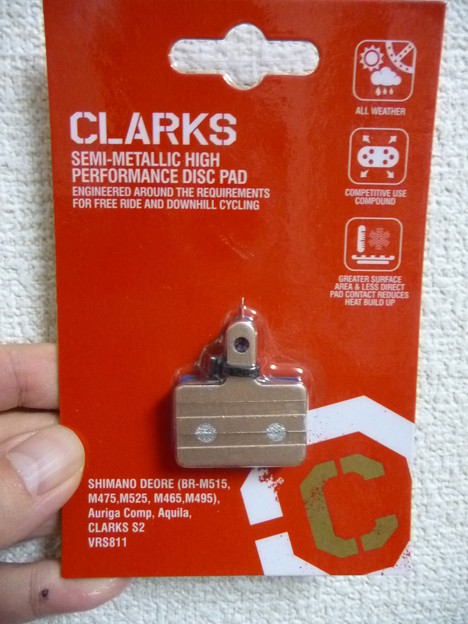 CLARKS
SEMI-METALLIC HIGH
PERFORMANCE DISC PAD
ENGINEERED AROUND THE REQUIREMENTS
FOR FREE RIDE AND DOWNHILL CYCLING
ALL WEATHER
COMPETITIVE USE
COMPOUND
GREATER SURFACE
AREA & LESS DIRECT
PAD CONTACT REDUCES
HEAT BUILD UP
SHIMANO DEORE (BR-M515,
M475,M525, M465,M495),
Auriga Comp, Aquila,
CLARKS S2
VRS811
C